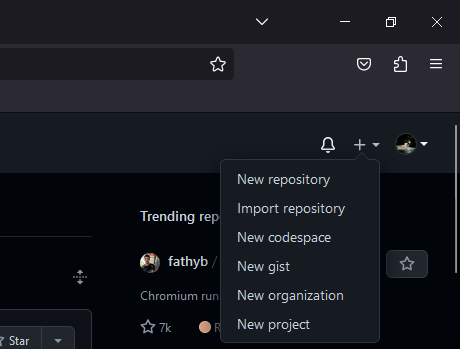 New repository
Trending rep
Import repository
New codespace
fathyb /
New gist
Chromium run
New organization
Star
7k
R
New project